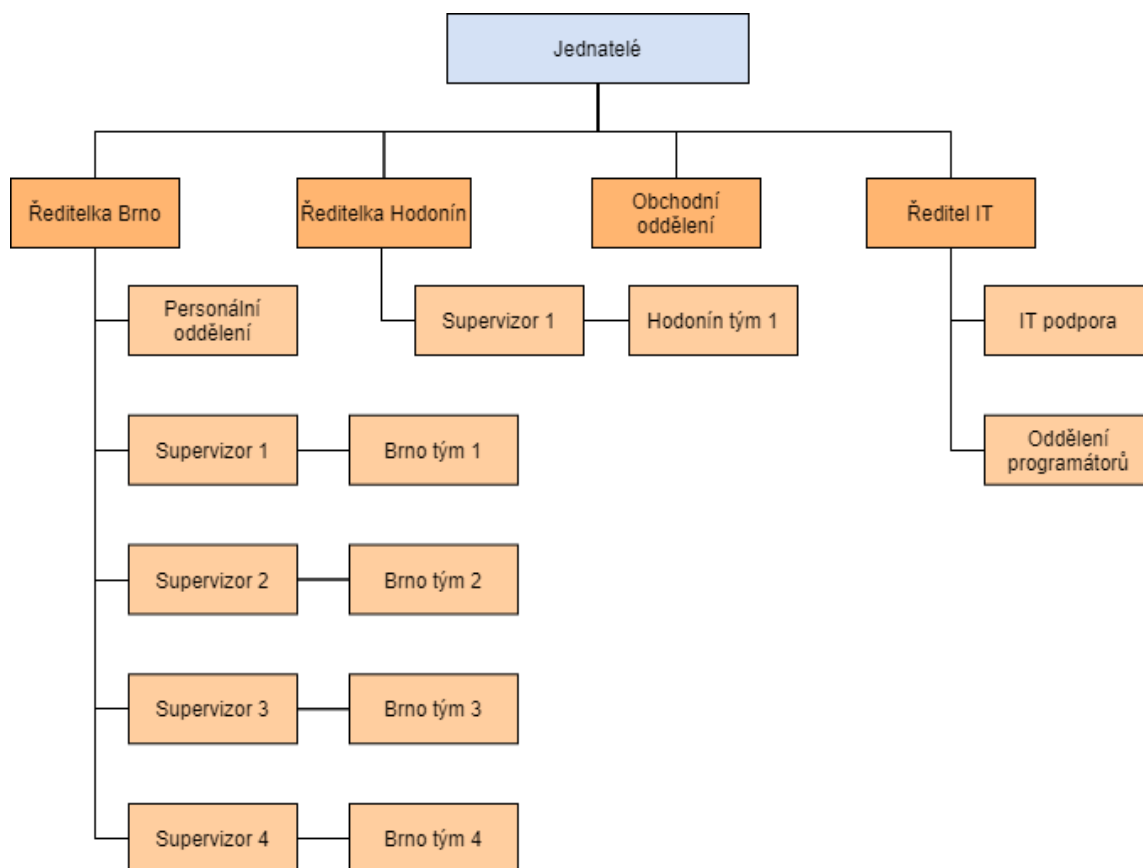 Jednatelé
Ředitelka Brno
Ředitelka Hodonín
Obchodní
oddělení
Ředitel IT
Personální
oddělení
Supervizor 1
Hodonín tým 1
IT podpora
Supervizor 1
Brno tým 1
Oddělení
programátorů
Supervizor 2
Brno tým 2
Supervizor 3
Brno tým 3
Supervizor 4
Brno tým 4